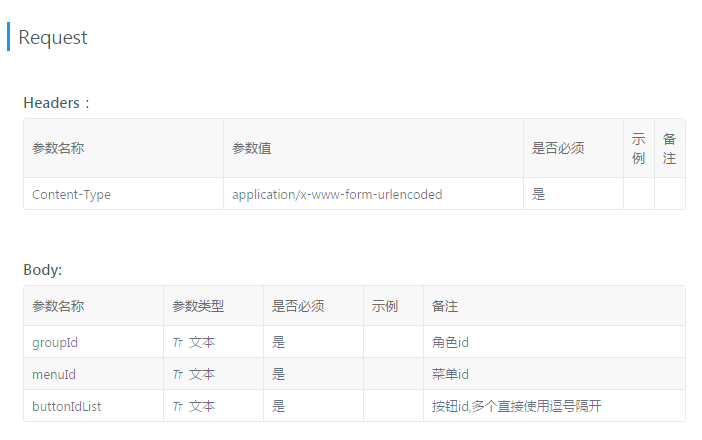 Request
Headers：
参数名称 参数值 是否必须 示例 备注
Content-Type application/x-www-form-urlencoded 是
Body:
参数名称 参数类型 是否必须 示例 备注
groupId Tт 文本 是 角色id
menuId Tт 文本 是 菜单id
buttonIdList Tт 文本 是 按钮id,多个直接使用逗号隔开